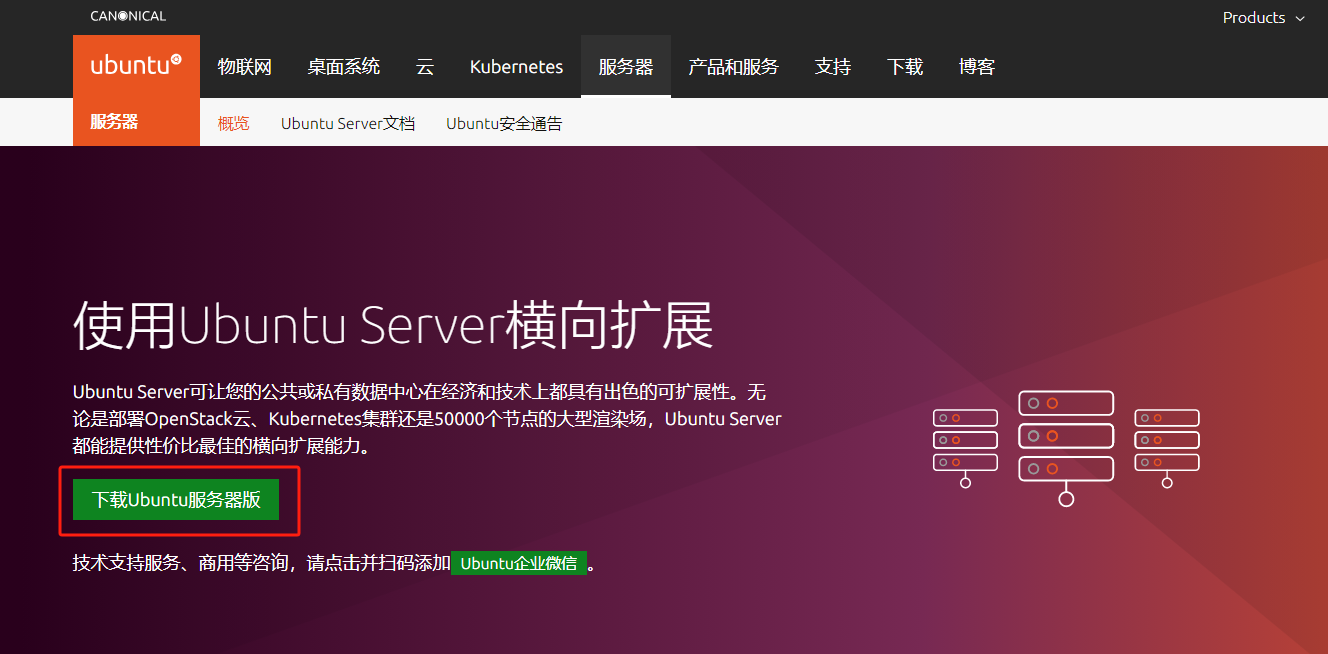 CANONICAL
Products
ubuntu
物联网 桌面系统 云 Kubernetes 服务器 产品和服务 支持 下载 博客
服务器 概览 Ubuntu Server文档 Ubuntu安全通告
使用Ubuntu Server横向扩展
Ubuntu Server可让您的公共或私有数据中心在经济和技术上都具有出色的可扩展性。无
论是部署OpenStack云、Kubernetes集群还是50000个节点的大型渲染场，Ubuntu Server
都能提供性价比最佳的横向扩展能力。
下载Ubuntu服务器版
技术支持服务、商用等咨询，请点击并扫码添加 Ubuntu企业微信 。